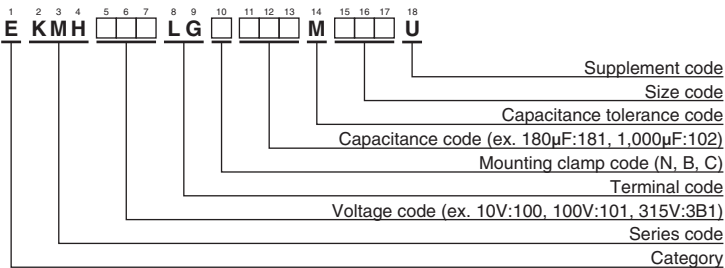 1 2 3 4 5 6 7 8 9 10 11 12 13 14 15 16 17 18
E KMH □□□ LG □ □□□ M □□□ U
Supplement code
Size code
Capacitance tolerance code
Capacitance code (ex. 180μF:181, 1,000μF:102)
Mounting clamp code (N, B, C)
Terminal code
Voltage code (ex. 10V:100, 100V:101, 315V:3B1)
Series code
Category